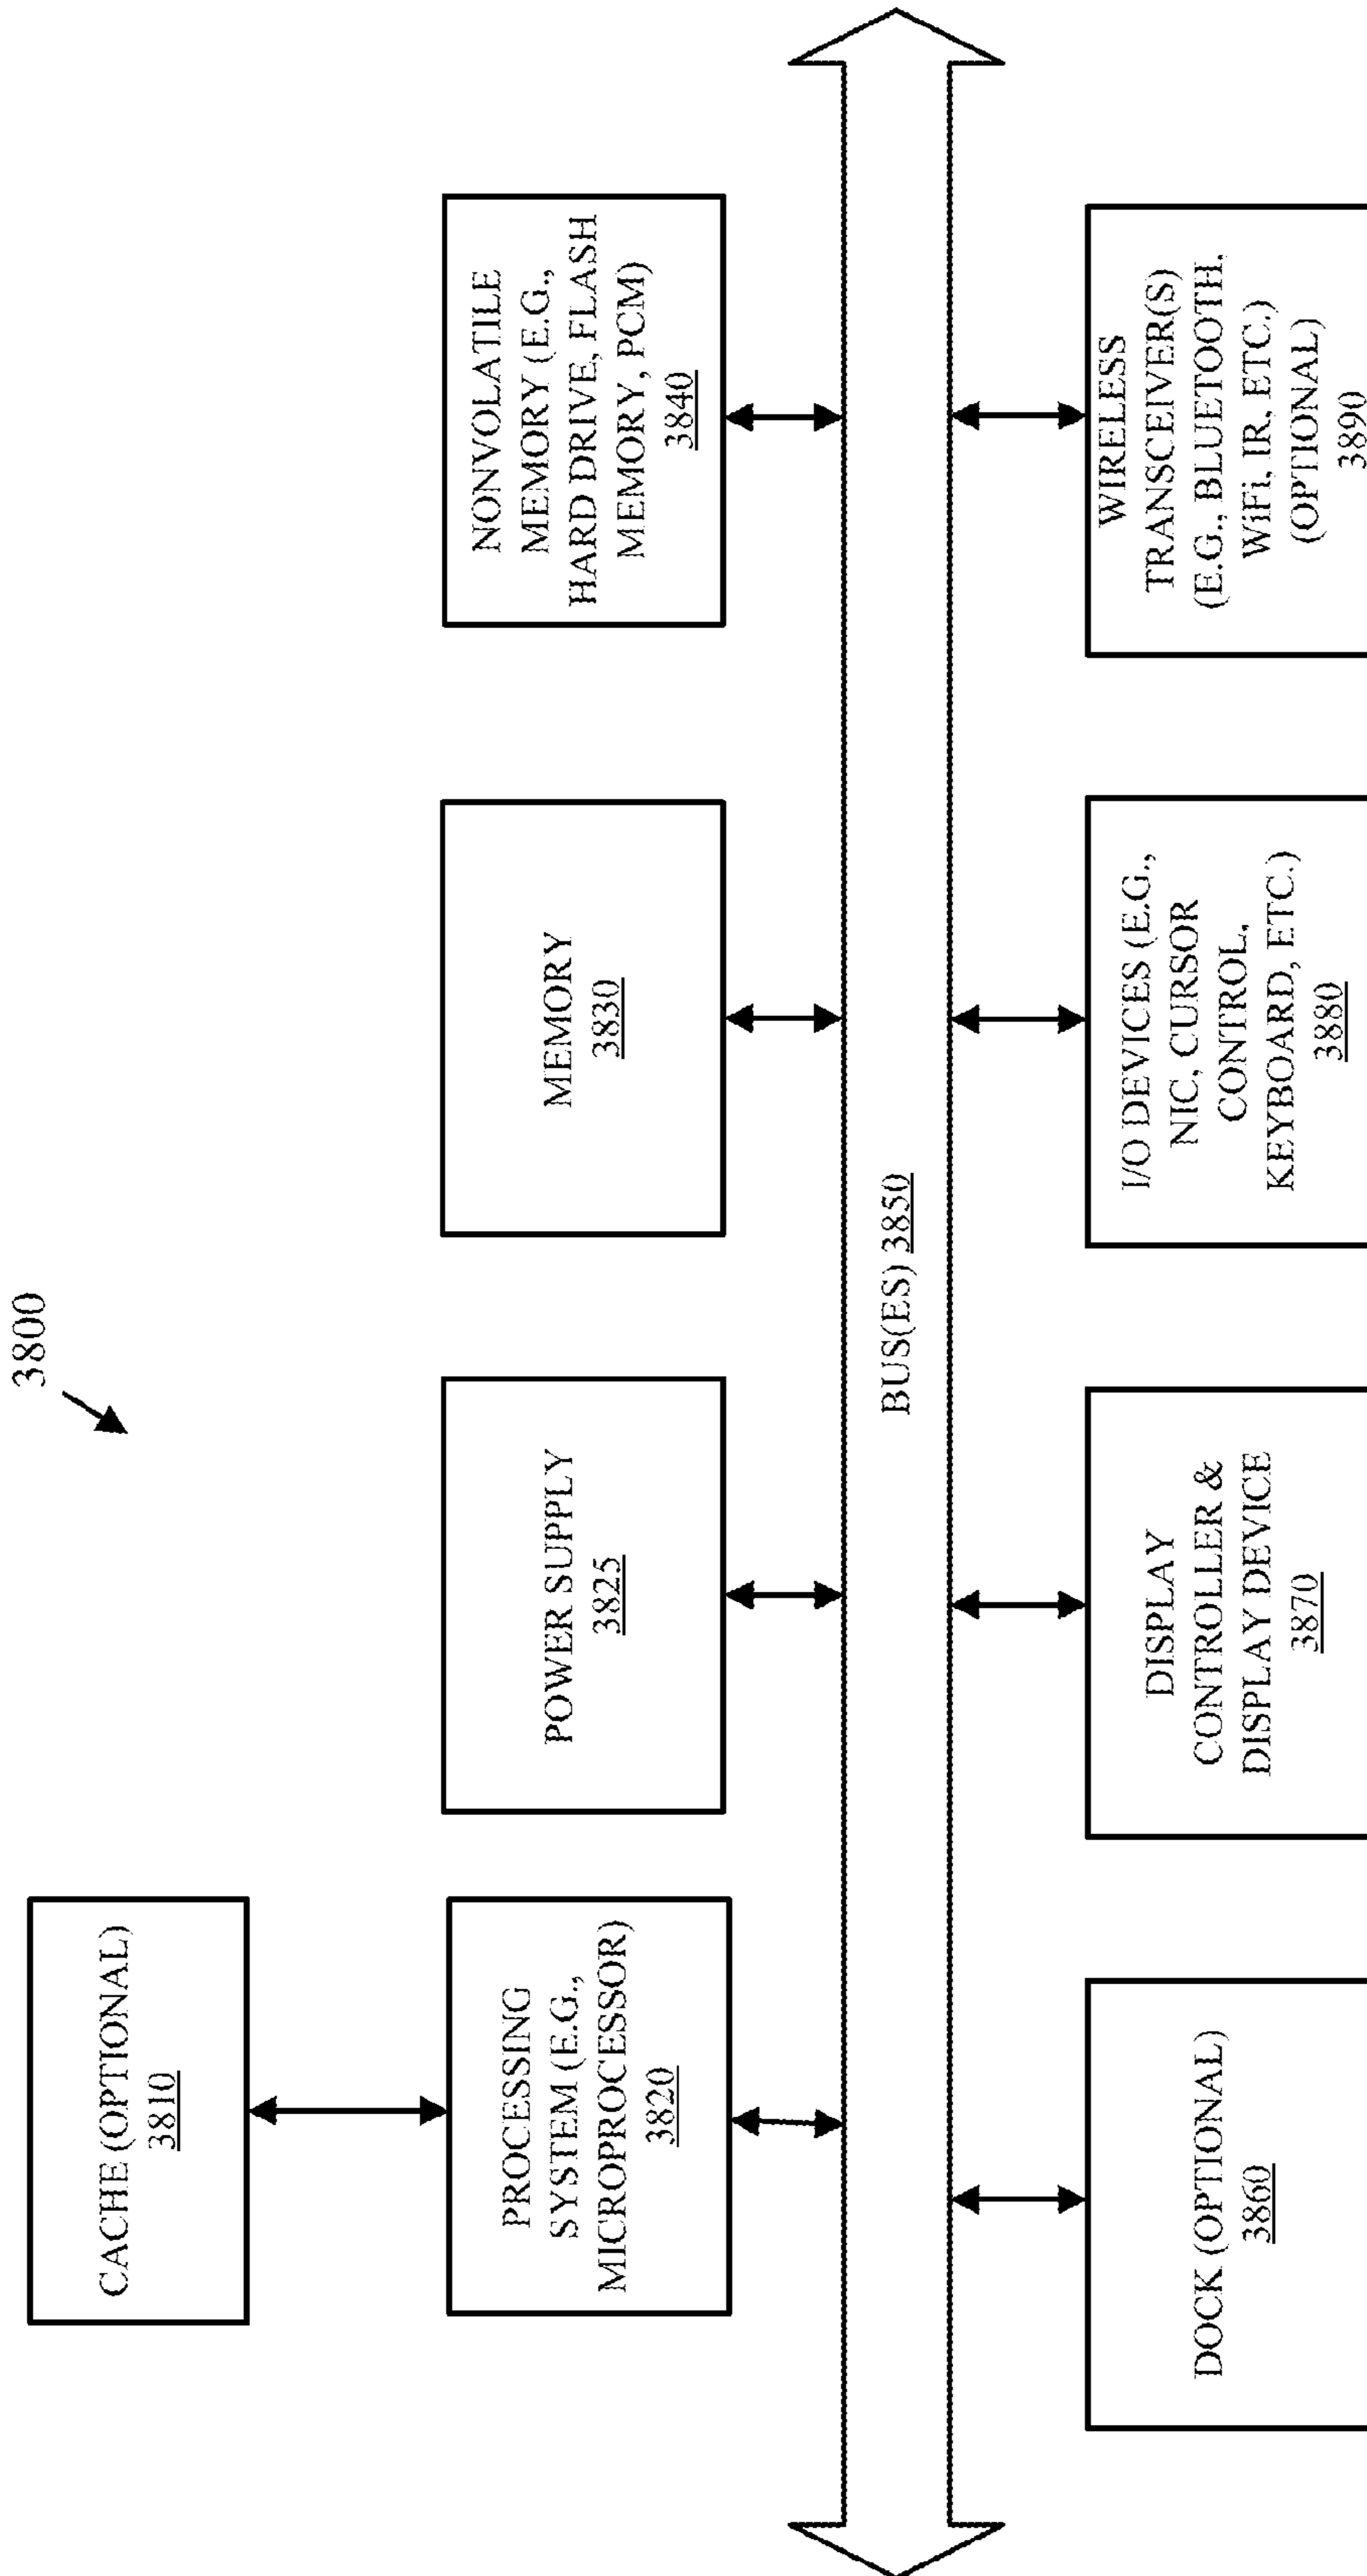 3800
CACHE (OPTIONAL)
3810
PROCESSING
SYSTEM (E.G.,
MICROPROCESSOR)
3820
POWER SUPPLY
3825
MEMORY
3830
NONVOLATILE
MEMORY (E.G.,
HARD DRIVE, FLASH
MEMORY, PCM)
3840
BUS(ES) 3850
DOCK (OPTIONAL)
3860
DISPLAY
CONTROLLER &
DISPLAY DEVICE
3870
I/O DEVICES (E.G.,
NIC, CURSOR
CONTROL,
KEYBOARD, ETC.)
3880
WIRELESS
TRANSCEIVER(S)
(E.G., BLUETOOTH,
WiFi, IR, ETC.)
(OPTIONAL)
3890